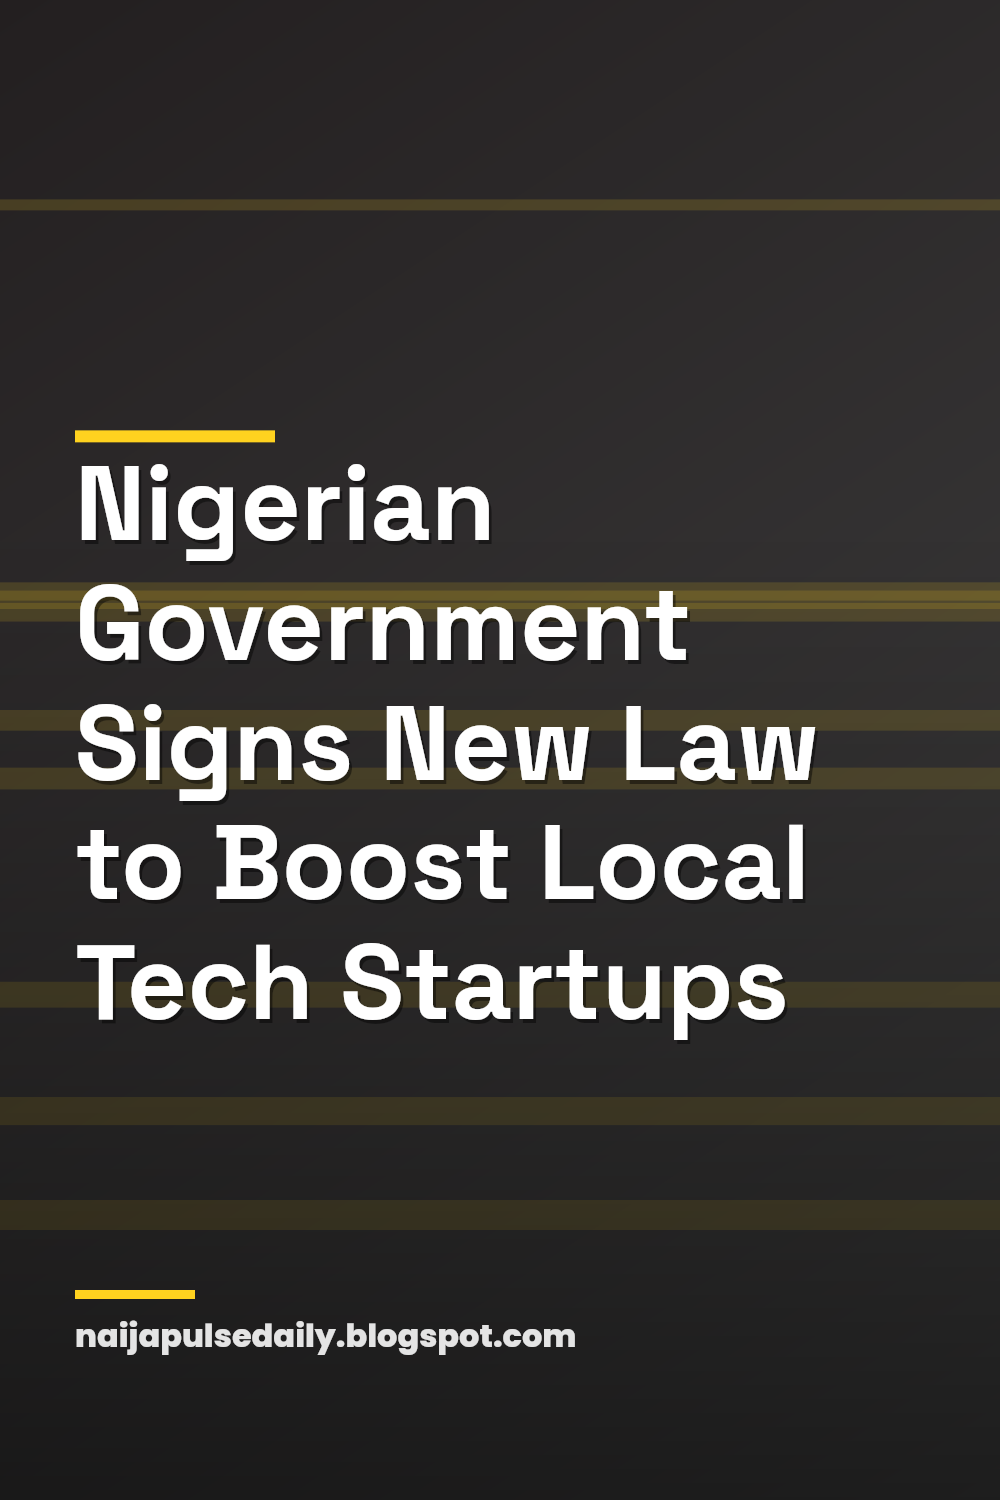 Nigerian
Government
Signs New Law
to Boost Local
Tech Startups
naijapulsedaily.blogspot.com